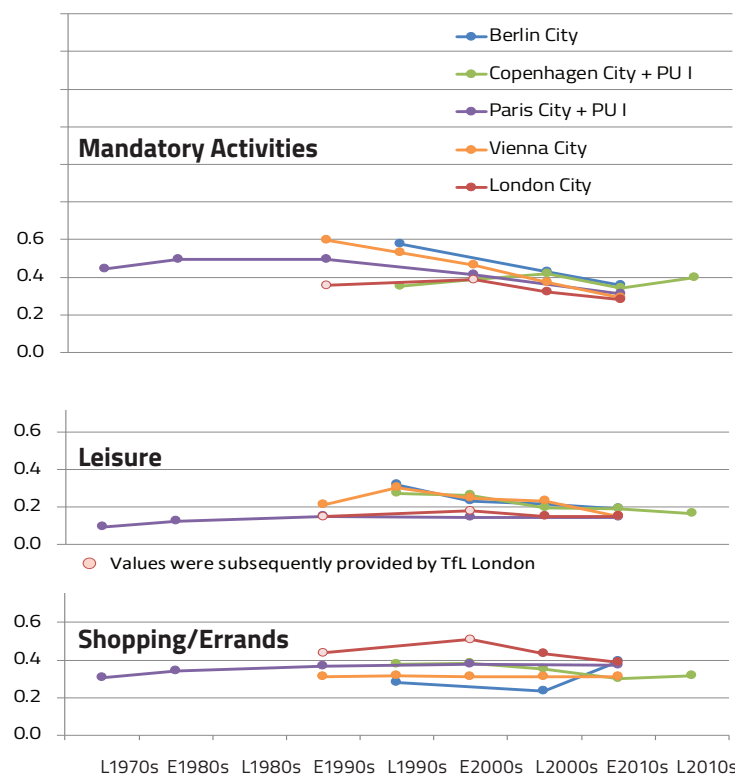 Berlin City
Copenhagen City + PU I
Paris City + PU I
Mandatory Activities
Vienna City
London City
0.6
0.4
0.2
0.0
0.6
Leisure
0.4
0.2
0.0
Values were subsequently provided by TfL London
0.6
Shopping/Errands
0.4
0.2
0.0
L1970s E1980s L1980s E1990s L1990s E2000s L2000s E2010s L2010s